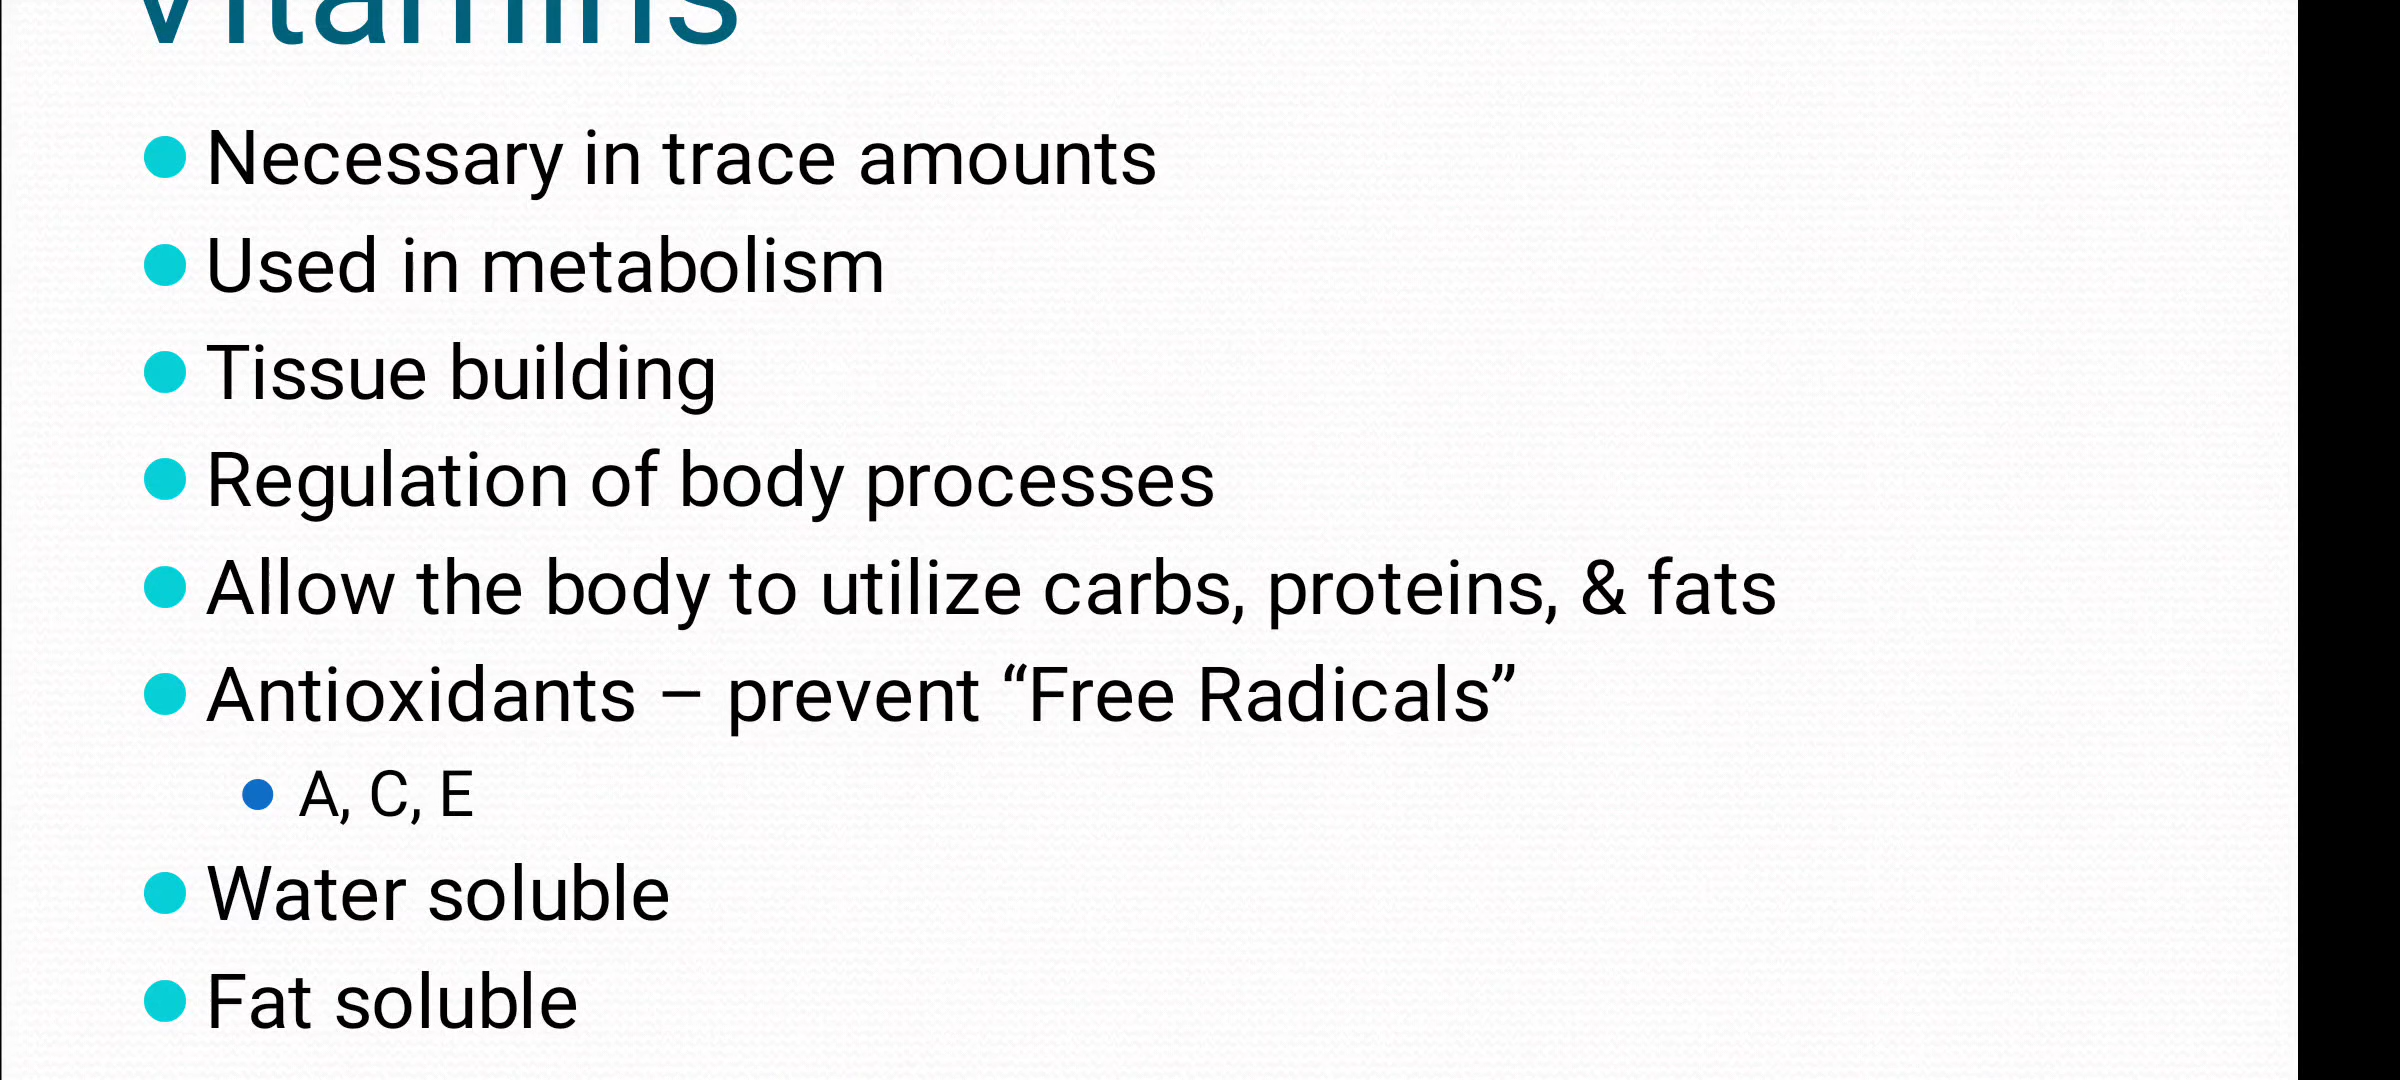 Vitamins
Necessary in trace amounts
Used in metabolism
Tissue building
Regulation of body processes
Allow the body to utilize carbs, proteins, & fats
Antioxidants – prevent “Free Radicals”
A, C, E
Water soluble
Fat soluble